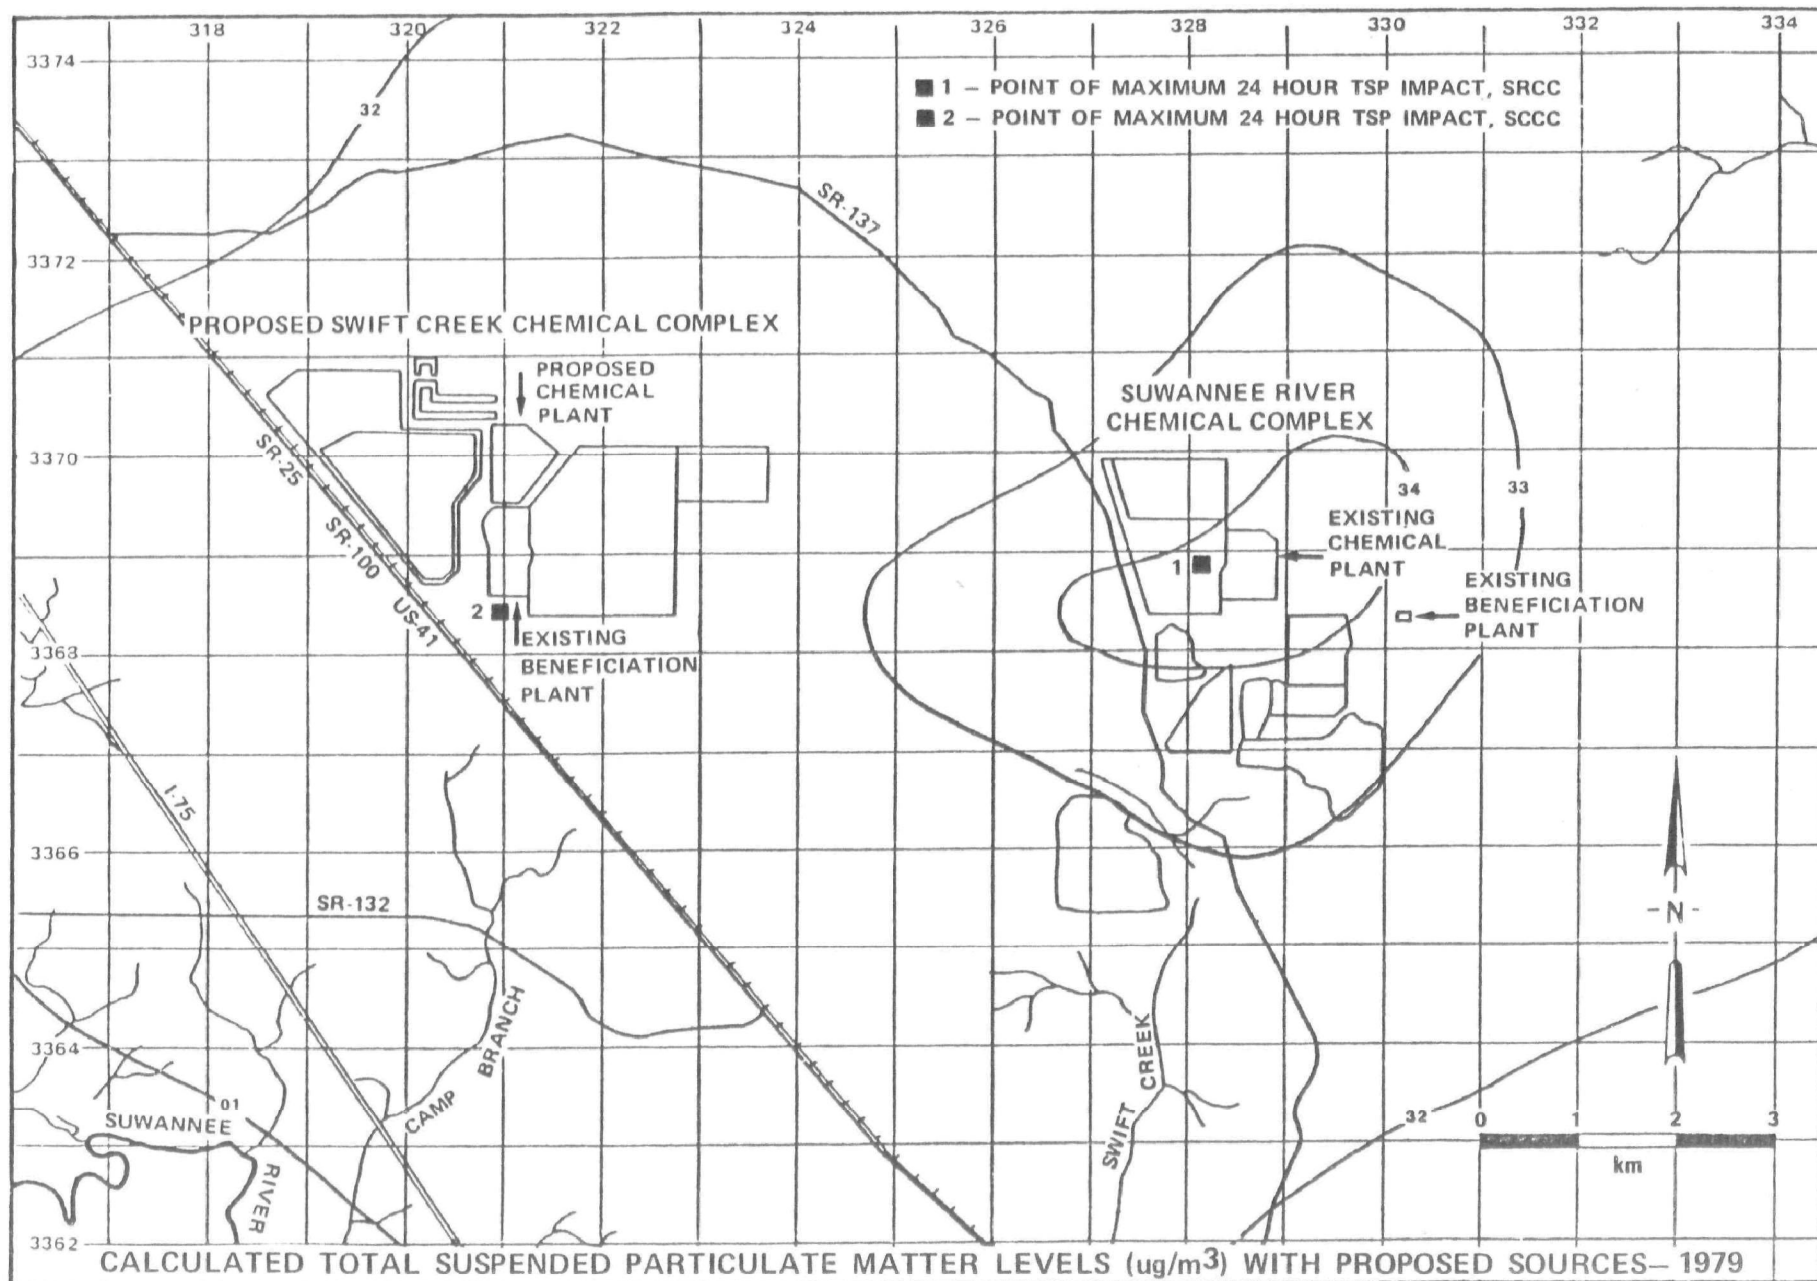 318 320 322 324 326 328 330 332 334
3374
32
■ 1 – POINT OF MAXIMUM 24 HOUR TSP IMPACT, SRCC
■ 2 – POINT OF MAXIMUM 24 HOUR TSP IMPACT, SCCC
SR-137
3372
PROPOSED SWIFT CREEK CHEMICAL COMPLEX
PROPOSED
CHEMICAL
PLANT
SUWANNEE RIVER
CHEMICAL COMPLEX
3370
SR-25
SR-100
US-41
34
33
EXISTING
CHEMICAL
PLANT
1
EXISTING
BENEFICIATION
PLANT
2
EXISTING
BENEFICIATION
PLANT
3363
I-75
3366
SR-132
- N -
3364
BRANCH
CAMP
CREEK
SWIFT
01
SUWANNEE
RIVER
32
0 1 2 3
km
3362
CALCULATED TOTAL SUSPENDED PARTICULATE MATTER LEVELS (ug/m3) WITH PROPOSED SOURCES— 1979